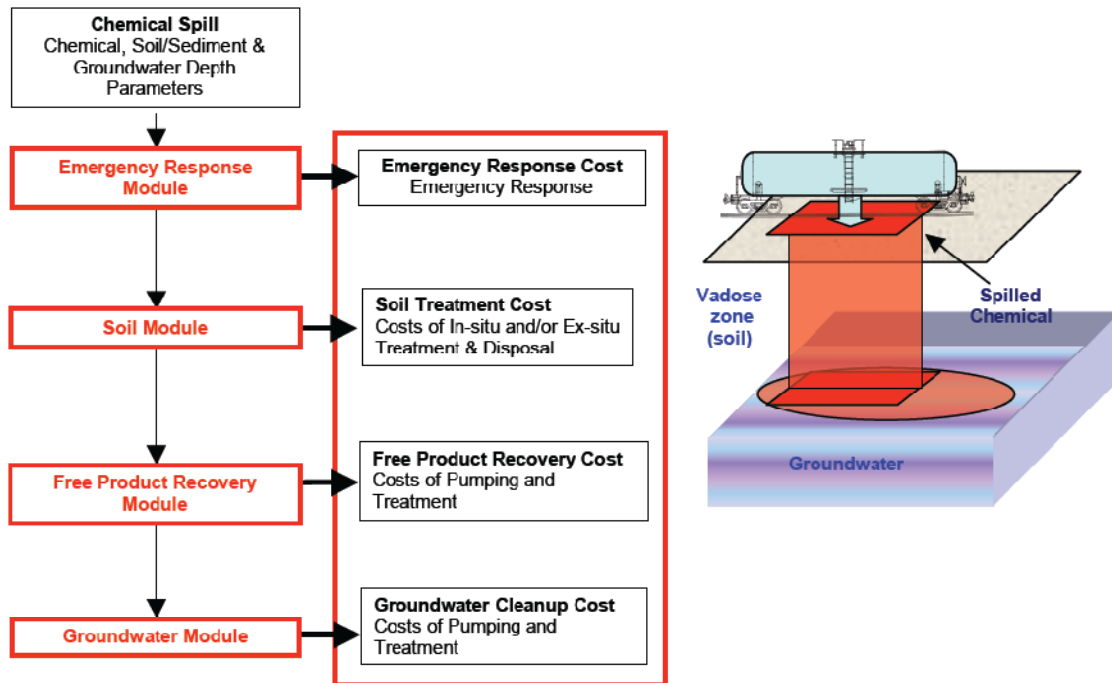 Chemical Spill
Chemical, Soil/Sediment &
Groundwater Depth
Parameters
Emergency Response
Module
Emergency Response Cost
Emergency Response
Soil Module
Soil Treatment Cost
Costs of In-situ and/or Ex-situ
Treatment & Disposal
Free Product Recovery
Module
Free Product Recovery Cost
Costs of Pumping and
Treatment
Groundwater Module
Groundwater Cleanup Cost
Costs of Pumping and
Treatment
Vadose
zone
(soil)
Spilled
Chemical
Groundwater